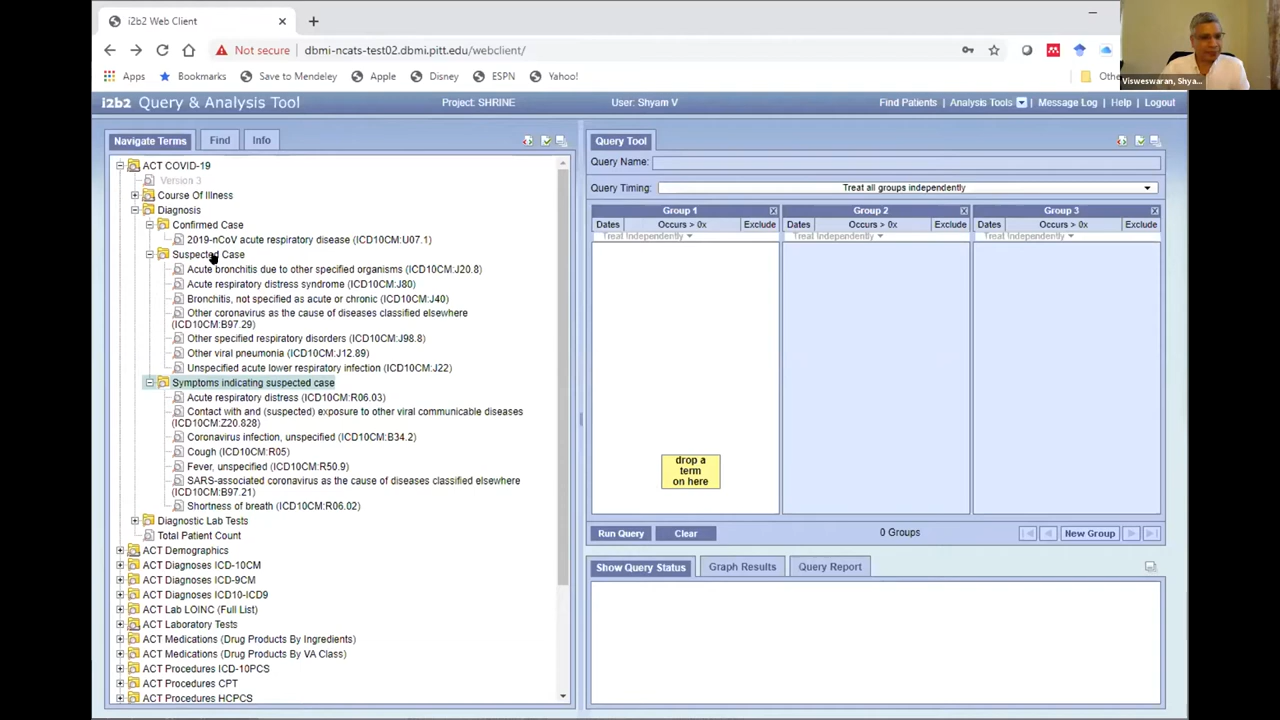 i2b2 Web Client
Not secure dbmi-ncats-test02.dbmi.pitt.edu/webclient/
Apps Bookmarks Save to Mendeley Apple Disney ESPN Yahoo! Othe
Visweswaran, Shya...
i2b2 Query & Analysis Tool Project: SHRINE User: Shyam V Find Patients Analysis Tools Message Log Help Logout
Navigate Terms Find Info
ACT COVID-19
Version 3
Course Of Illness
Diagnosis
Confirmed Case
2019-nCoV acute respiratory disease (ICD10CM:U07.1)
Suspected Case
Acute bronchitis due to other specified organisms (ICD10CM:J20.8)
Acute respiratory distress syndrome (ICD10CM:J80)
Bronchitis, not specified as acute or chronic (ICD10CM:J40)
Other coronavirus as the cause of diseases classified elsewhere
(ICD10CM:B97.29)
Other specified respiratory disorders (ICD10CM:J98.8)
Other viral pneumonia (ICD10CM:J12.89)
Unspecified acute lower respiratory infection (ICD10CM:J22)
Symptoms indicating suspected case
Acute respiratory distress (ICD10CM:R06.03)
Contact with and (suspected) exposure to other viral communicable diseases
(ICD10CM:Z20.828)
Coronavirus infection, unspecified (ICD10CM:B34.2)
Cough (ICD10CM:R05)
Fever, unspecified (ICD10CM:R50.9)
SARS-associated coronavirus as the cause of diseases classified elsewhere
(ICD10CM:B97.21)
Shortness of breath (ICD10CM:R06.02)
Diagnostic Lab Tests
Total Patient Count
ACT Demographics
ACT Diagnoses ICD-10CM
ACT Diagnoses ICD-9CM
ACT Diagnoses ICD10-ICD9
ACT Lab LOINC (Full List)
ACT Laboratory Tests
ACT Medications (Drug Products By Ingredients)
ACT Medications (Drug Products By VA Class)
ACT Procedures ICD-10PCS
ACT Procedures CPT
ACT Procedures HCPCS
Query Tool
Query Name:
Query Timing: Treat all groups independently
Group 1 Group 2 Group 3
Dates Occurs > 0x Exclude Dates Occurs > 0x Exclude Dates Occurs > 0x Exclude
Treat Independently Treat Independently Treat Independently
drop a
term
on here
Run Query Clear 0 Groups New Group
Show Query Status Graph Results Query Report